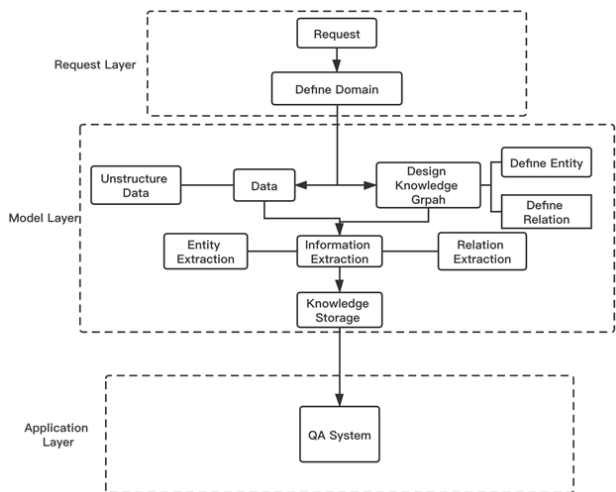 Request
Request Layer
Define Domain
Unstructure
Data
Data
Design
Knowledge
Grpah
Define Entity
Define
Relation
Model Layer
Entity
Extraction
Information
Extraction
Relation
Extraction
Knowledge
Storage
Application
Layer
QA System